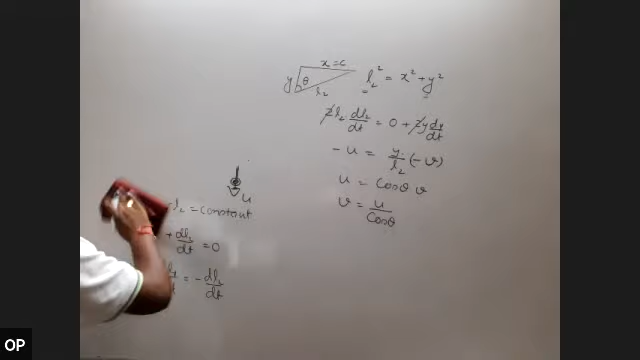 x = c
y θ
l₂
l₂² = x² + y²
2l₂ dl₂/dt = 0 + 2y dy/dt
- u = y/l₂ (- v)
u = Cosθ v
v = u/Cosθ
u
l₂ = constant
+ dl₂/dt = 0
= - dl₂/dt
OP